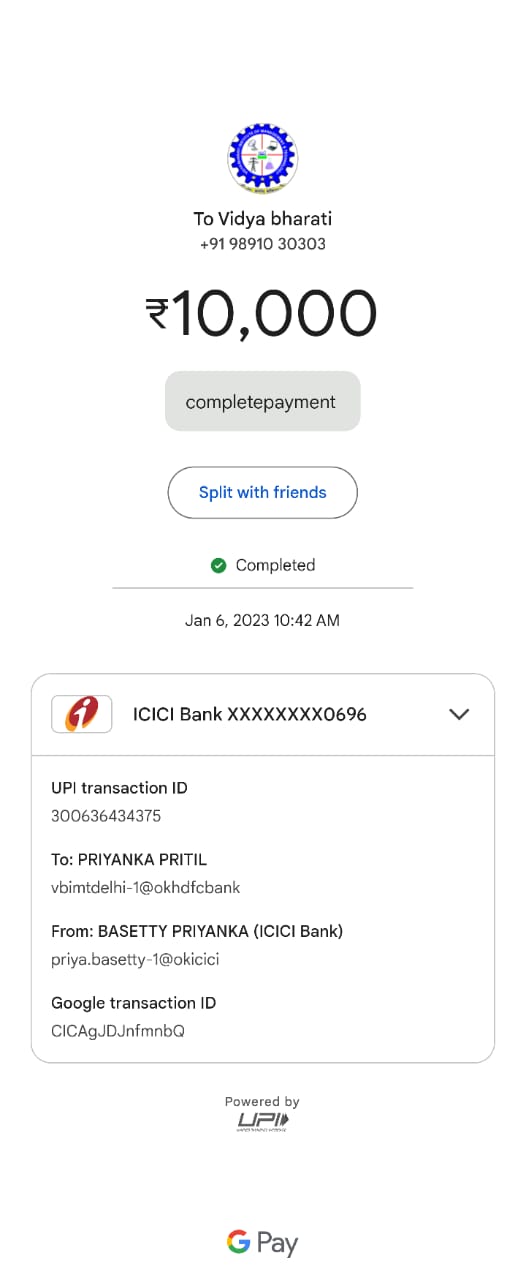 To Vidya bharati
+91 98910 30303
₹10,000
completepayment
Split with friends
Completed
Jan 6, 2023 10:42 AM
ICICI Bank XXXXXXXX0696
UPI transaction ID
300636434375
To: PRIYANKA PRITIL
vbimtdelhi-1@okhdfcbank
From: BASETTY PRIYANKA (ICICI Bank)
priya.basetty-1@okicici
Google transaction ID
CICAgJDJnfmnbQ
Powered by
UPI
G Pay